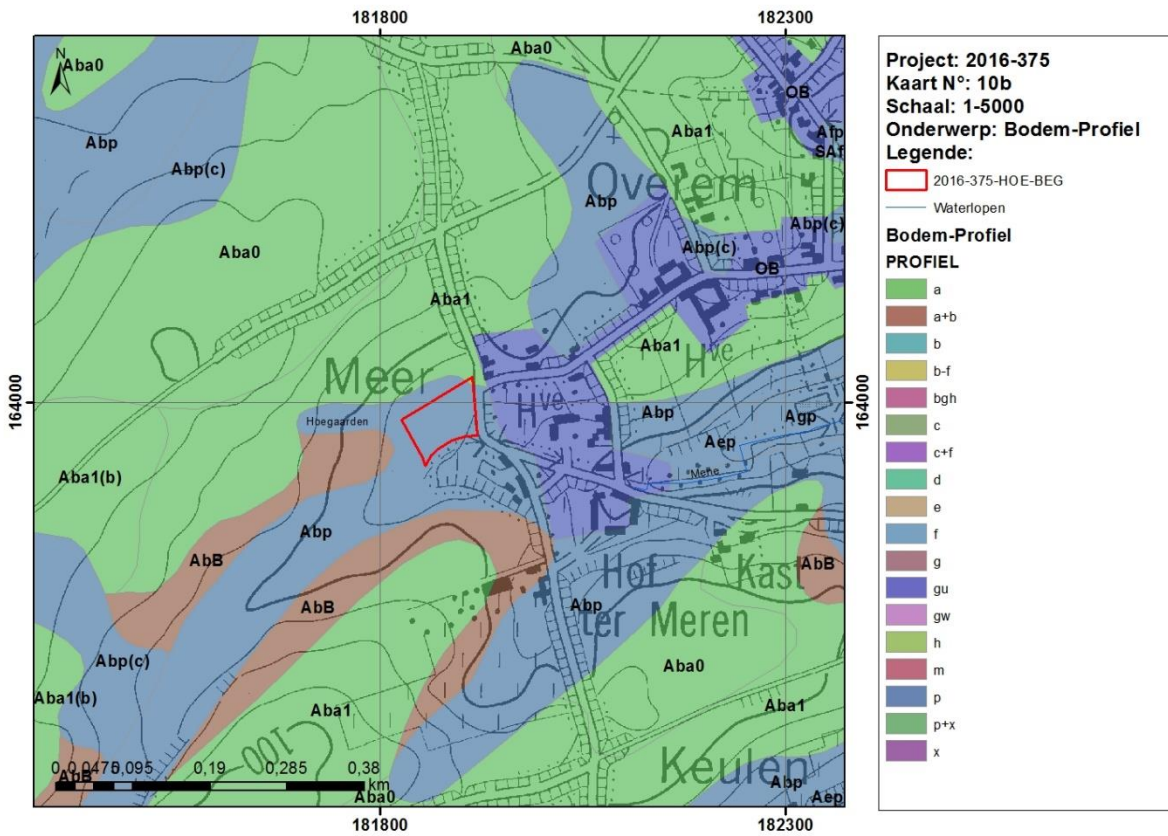 181800 182300
N
Aba0
Aba0
OB
Aba1
Afp
SAf
Abp
Abp(c)
Overem
Abp
Abp(c)
Abp(c)
Aba0
OB
Aba1
Aba1
Hve
Meer
164000
164000
Hve
Abp
Agp
Hoegaarden
Aep
Mene
Aba1(b)
Abp
AbB
AbB
Hof
Kast
AbB
Abp
ter Meren
Abp(c)
Aba0
Aba1(b)
Aba1
Aba1
100
Keulen
AbB
Abp
0 0,0475 0,095 0,19 0,285 0,38
km
Aba0
Aep
181800 182300
Project: 2016-375
Kaart N°: 10b
Schaal: 1-5000
Onderwerp: Bodem-Profiel
Legende:
2016-375-HOE-BEG
Waterlopen
Bodem-Profiel
PROFIEL
a
a+b
b
b-f
bgh
c
c+f
d
e
f
g
gu
gw
h
m
p
p+x
x